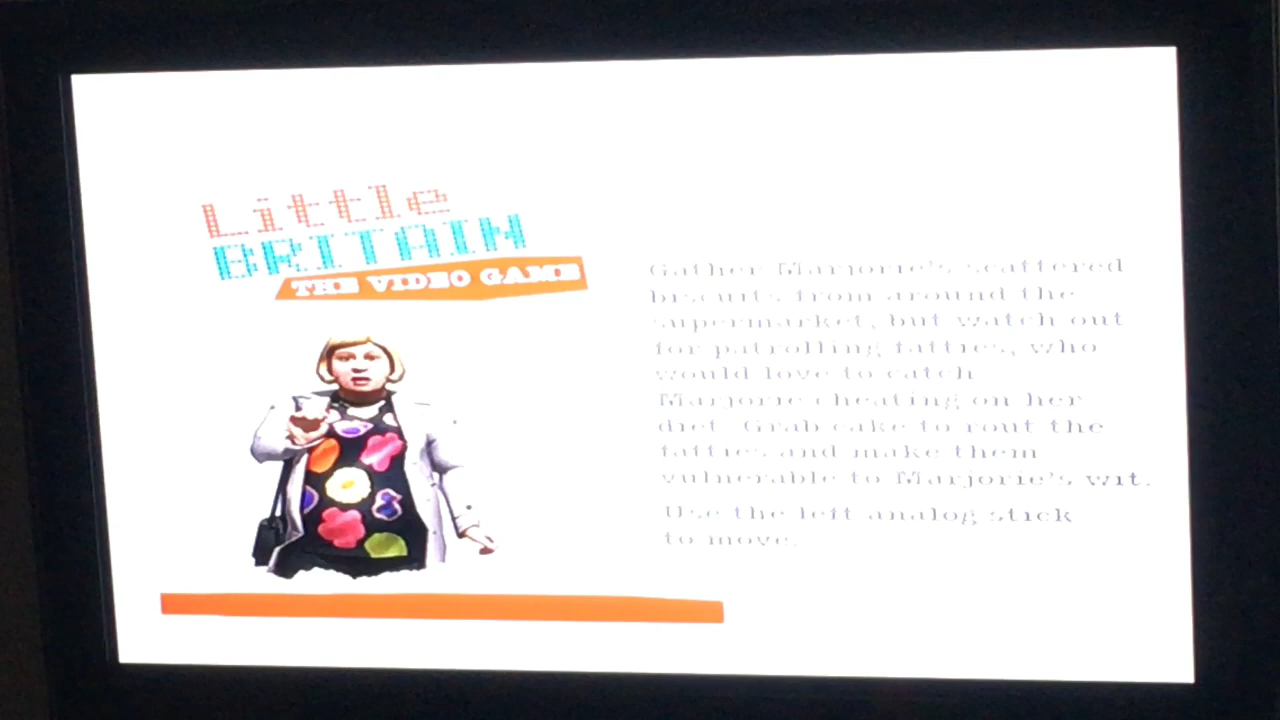 Little
BRITAIN
THE VIDEO GAME
Gather Marjorie's scattered
biscuits from around the
supermarket, but watch out
for patrolling fatties, who
would love to catch
Marjorie cheating on her
diet. Grab cake to rout the
fatties and make them
vulnerable to Marjorie's wit.
Use the left analog stick
to move.